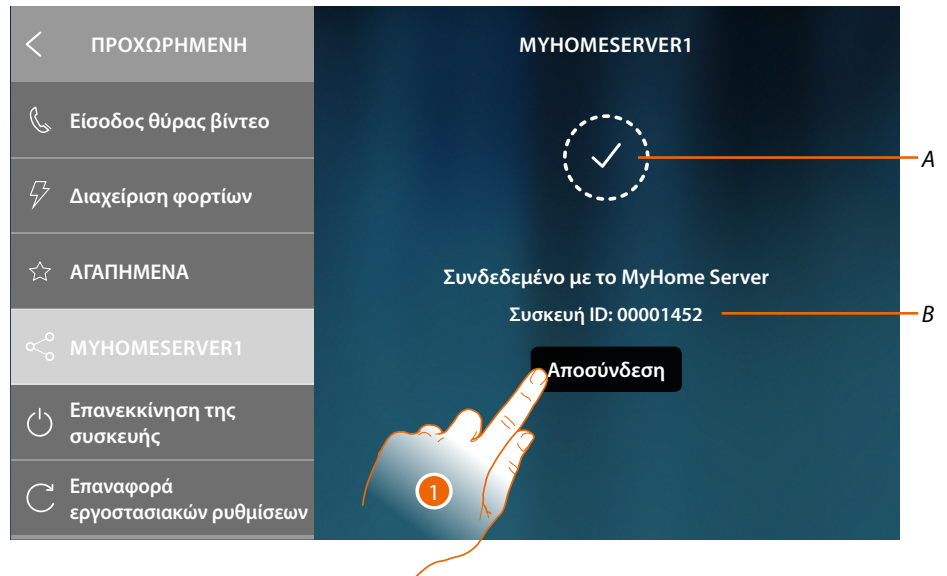 ΠΡΟΧΩΡΗΜΕΝΗ
Είσοδος θύρας βίντεο
Διαχείριση φορτίων
ΑΓΑΠΗΜΕΝΑ
MYHOMESERVER1
Επανεκκίνηση της
συσκευής
Επαναφορά
εργοστασιακών ρυθμίσεων
MYHOMESERVER1
A
Συνδεδεμένο με το MyHome Server
Συσκευή ID: 00001452
B
Αποσύνδεση
1